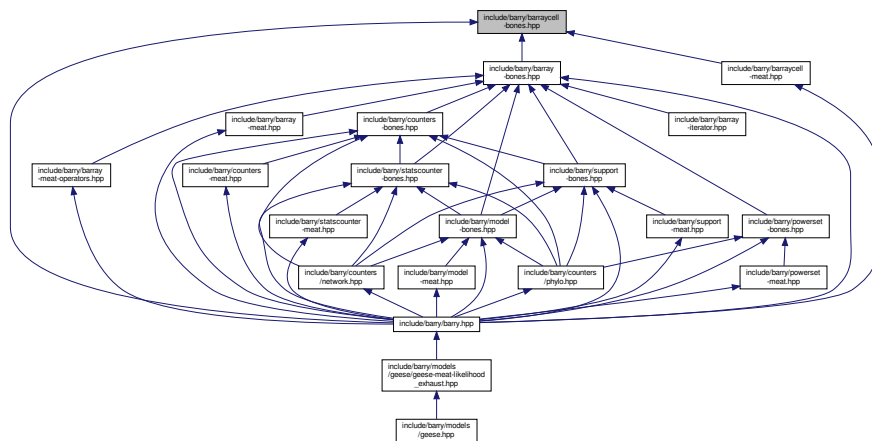 include/barry/barraycell
-bones.hpp
include/barry/barray
-bones.hpp
include/barry/barraycell
-meat.hpp
include/barry/barray
-meat.hpp
include/barry/counters
-bones.hpp
include/barry/barray
-iterator.hpp
include/barry/barray
-meat-operators.hpp
include/barry/counters
-meat.hpp
include/barry/statscounter
-bones.hpp
include/barry/support
-bones.hpp
include/barry/statscounter
-meat.hpp
include/barry/model
-bones.hpp
include/barry/support
-meat.hpp
include/barry/powerset
-bones.hpp
include/barry/counters
/network.hpp
include/barry/model
-meat.hpp
include/barry/counters
/phylo.hpp
include/barry/powerset
-meat.hpp
include/barry/barry.hpp
include/barry/models
/geese/geese-meat-likelihood
_exhaust.hpp
include/barry/models
/geese.hpp